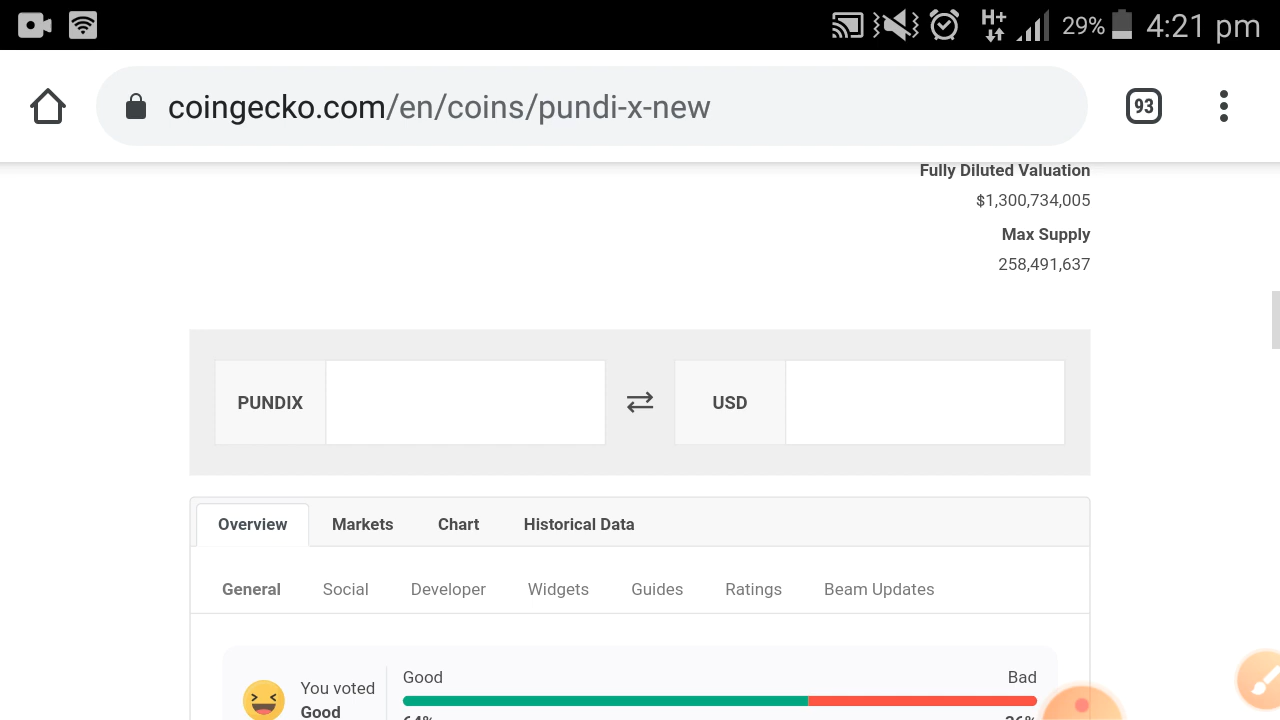 H+ 29% 4:21 pm
coingecko.com/en/coins/pundi-x-new 93
Fully Diluted Valuation
$1,300,734,005
Max Supply
258,491,637
PUNDIX USD
Overview Markets Chart Historical Data
General Social Developer Widgets Guides Ratings Beam Updates
Good Bad
You voted
Good
64% 36%